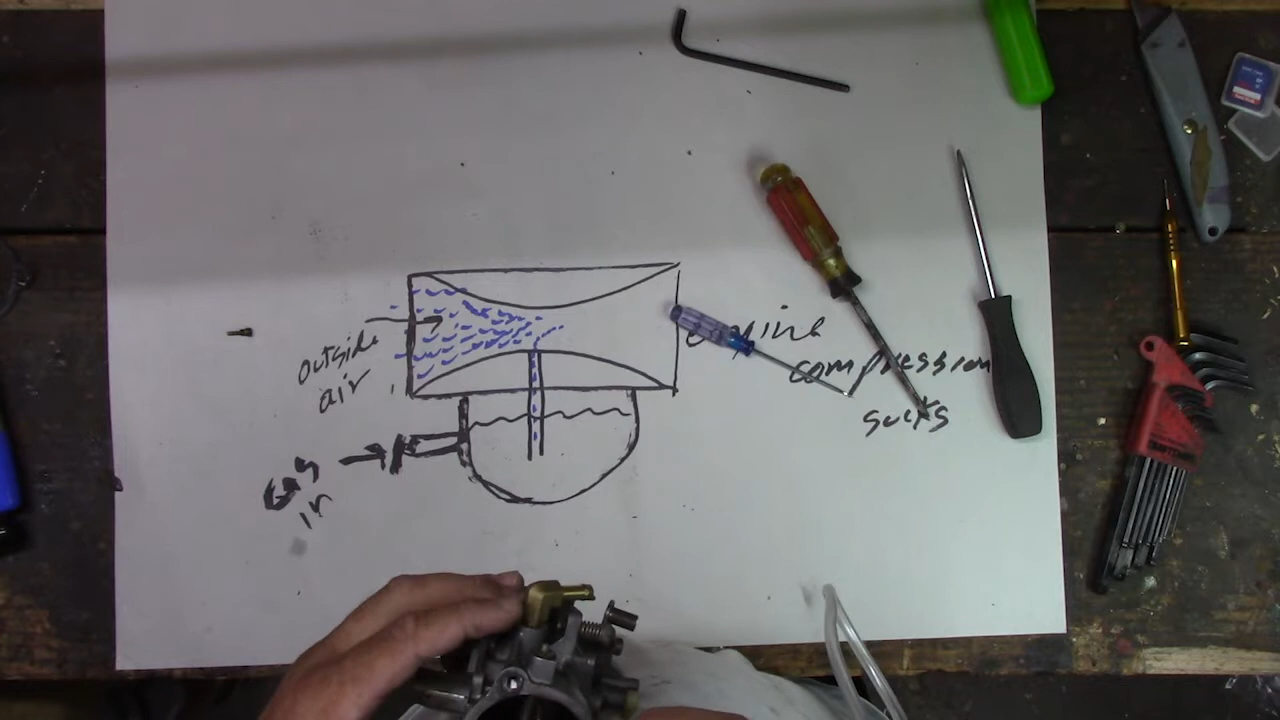 outside
air
Gas
in
engine
compression
sucks